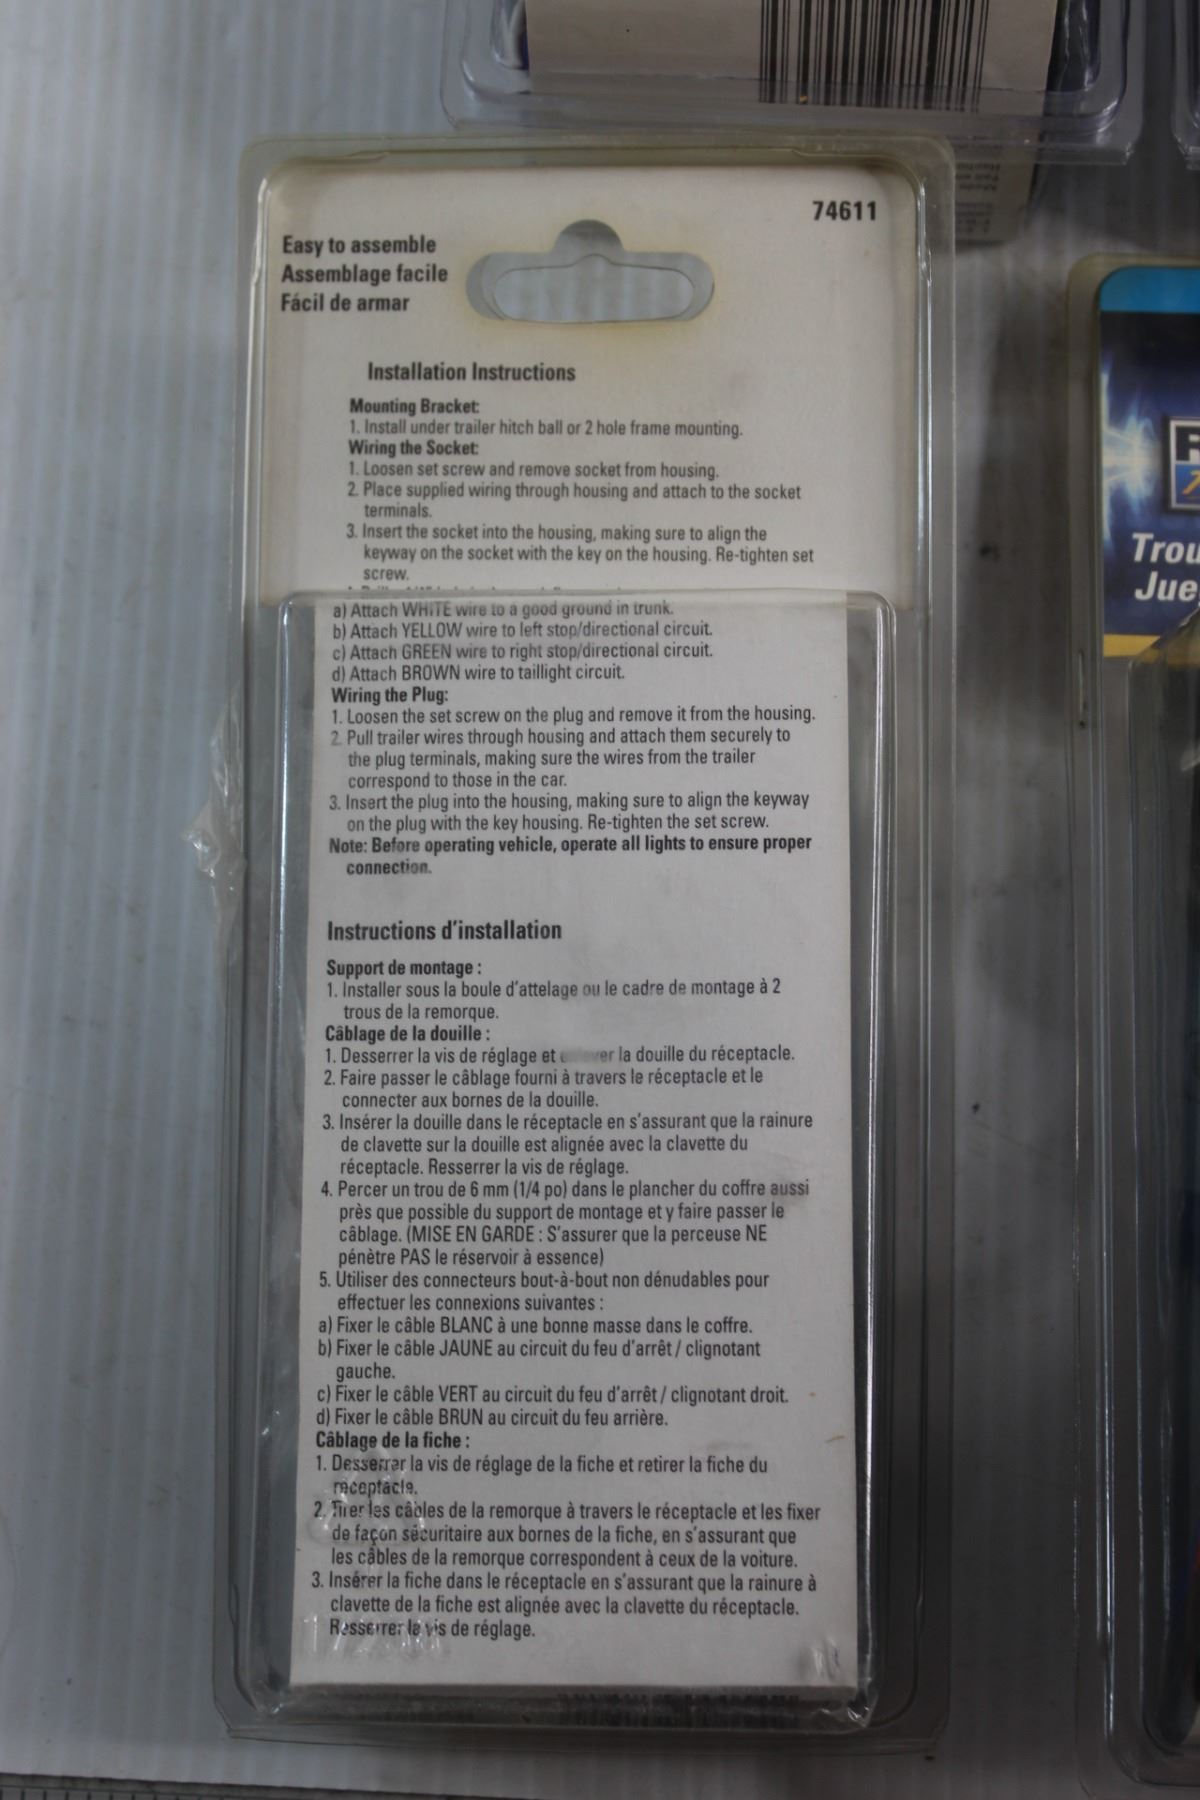 74611
Easy to assemble
Assemblage facile
Fácil de armar
Installation Instructions
Mounting Bracket:
1. Install under trailer hitch ball or 2 hole frame mounting.
Wiring the Socket:
1. Loosen set screw and remove socket from housing.
2. Place supplied wiring through housing and attach to the socket
terminals.
3. Insert the socket into the housing, making sure to align the
keyway on the socket with the key on the housing. Re-tighten set
screw.
a) Attach WHITE wire to a good ground in trunk.
b) Attach YELLOW wire to left stop/directional circuit.
c) Attach GREEN wire to right stop/directional circuit.
d) Attach BROWN wire to taillight circuit.
Wiring the Plug:
1. Loosen the set screw on the plug and remove it from the housing.
2. Pull trailer wires through housing and attach them securely to
the plug terminals, making sure the wires from the trailer
correspond to those in the car.
3. Insert the plug into the housing, making sure to align the keyway
on the plug with the key housing. Re-tighten the set screw.
Note: Before operating vehicle, operate all lights to ensure proper
connection.
Instructions d'installation
Support de montage :
1. Installer sous la boule d'attelage ou le cadre de montage à 2
trous de la remorque.
Câblage de la douille :
1. Desserrer la vis de réglage et la douille du réceptacle.
2. Faire passer le câblage fourni à travers le réceptacle et le
connecter aux bornes de la douille.
3. Insérer la douille dans le réceptacle en s'assurant que la rainure
de clavette sur la douille est alignée avec la clavette du
réceptacle. Resserrer la vis de réglage.
4. Percer un trou de 6 mm (1/4 po) dans le plancher du coffre aussi
près que possible du support de montage et y faire passer le
câblage. (MISE EN GARDE : S'assurer que la perceuse NE
pénètre PAS le réservoir à essence)
5. Utiliser des connecteurs bout-à-bout non dénudables pour
effectuer les connexions suivantes :
a) Fixer le câble BLANC à une bonne masse dans le coffre.
b) Fixer le câble JAUNE au circuit du feu d'arrêt / clignotant
gauche.
c) Fixer le câble VERT au circuit du feu d'arrêt / clignotant droit.
d) Fixer le câble BRUN au circuit du feu arrière.
Câblage de la fiche :
1. Desserrer la vis de réglage de la fiche et retirer la fiche du
réceptacle.
2. Tirer les câbles de la remorque à travers le réceptacle et les fixer
de façon sécuritaire aux bornes de la fiche, en s'assurant que
les câbles de la remorque correspondent à ceux de la voiture.
3. Insérer la fiche dans le réceptacle en s'assurant que la rainure à
clavette de la fiche est alignée avec la clavette du réceptacle.
Resserrer la vis de réglage.
Trou
Jue